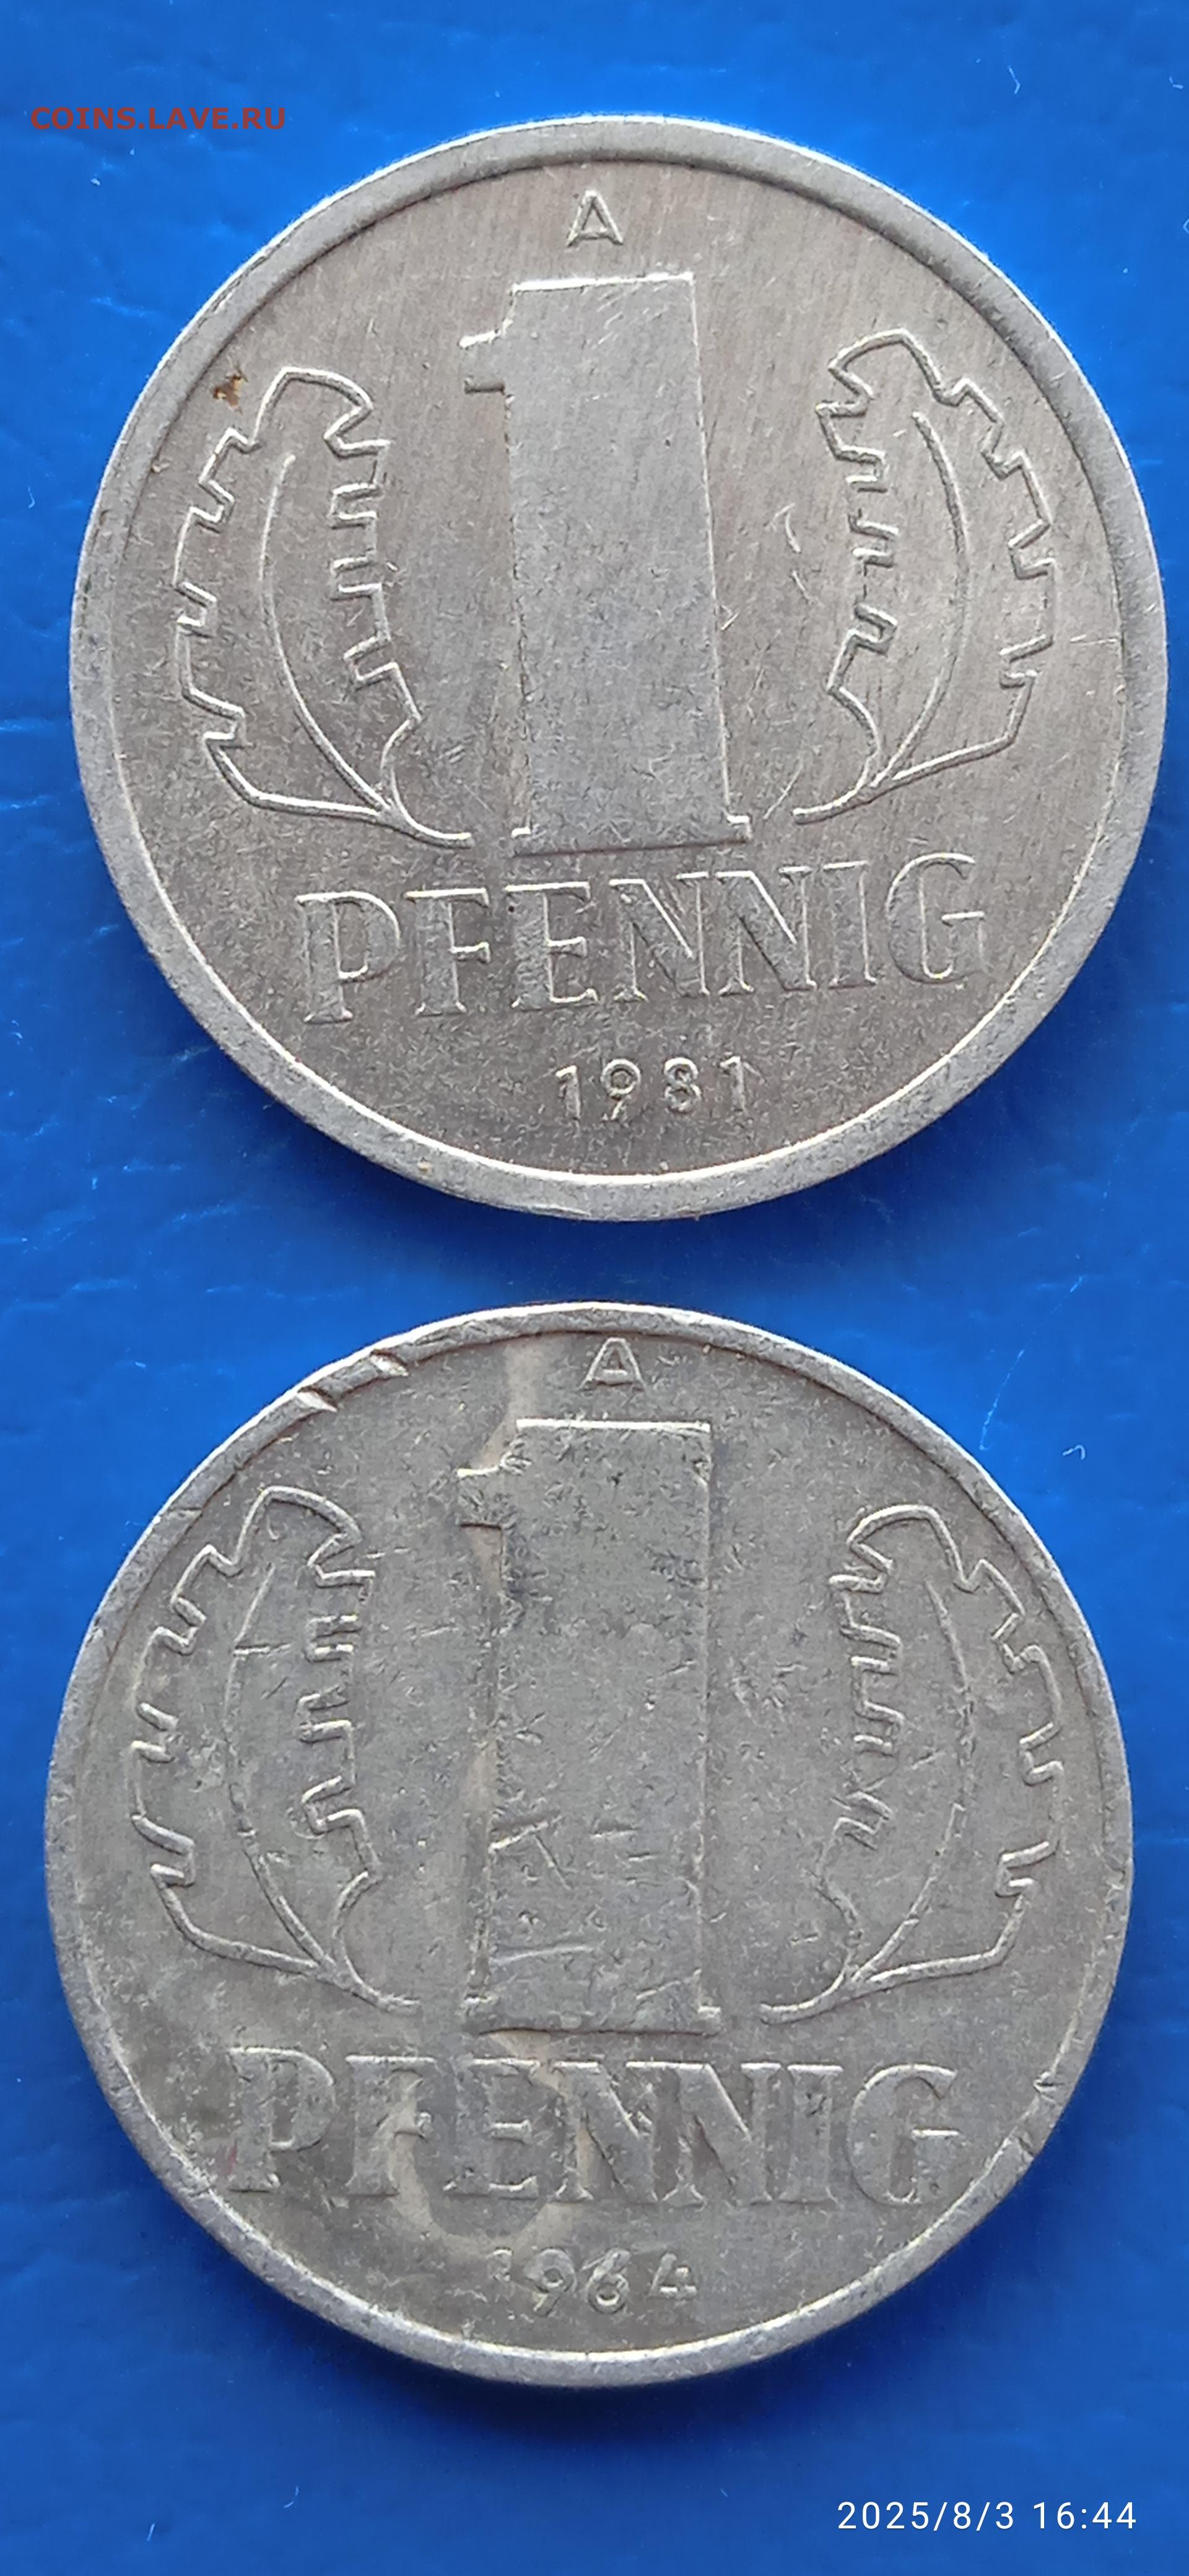 COINS.LAVE.RU
A
1
PFENNIG
1981
A
1
PFENNIG
1964
2025/8/3 16:44